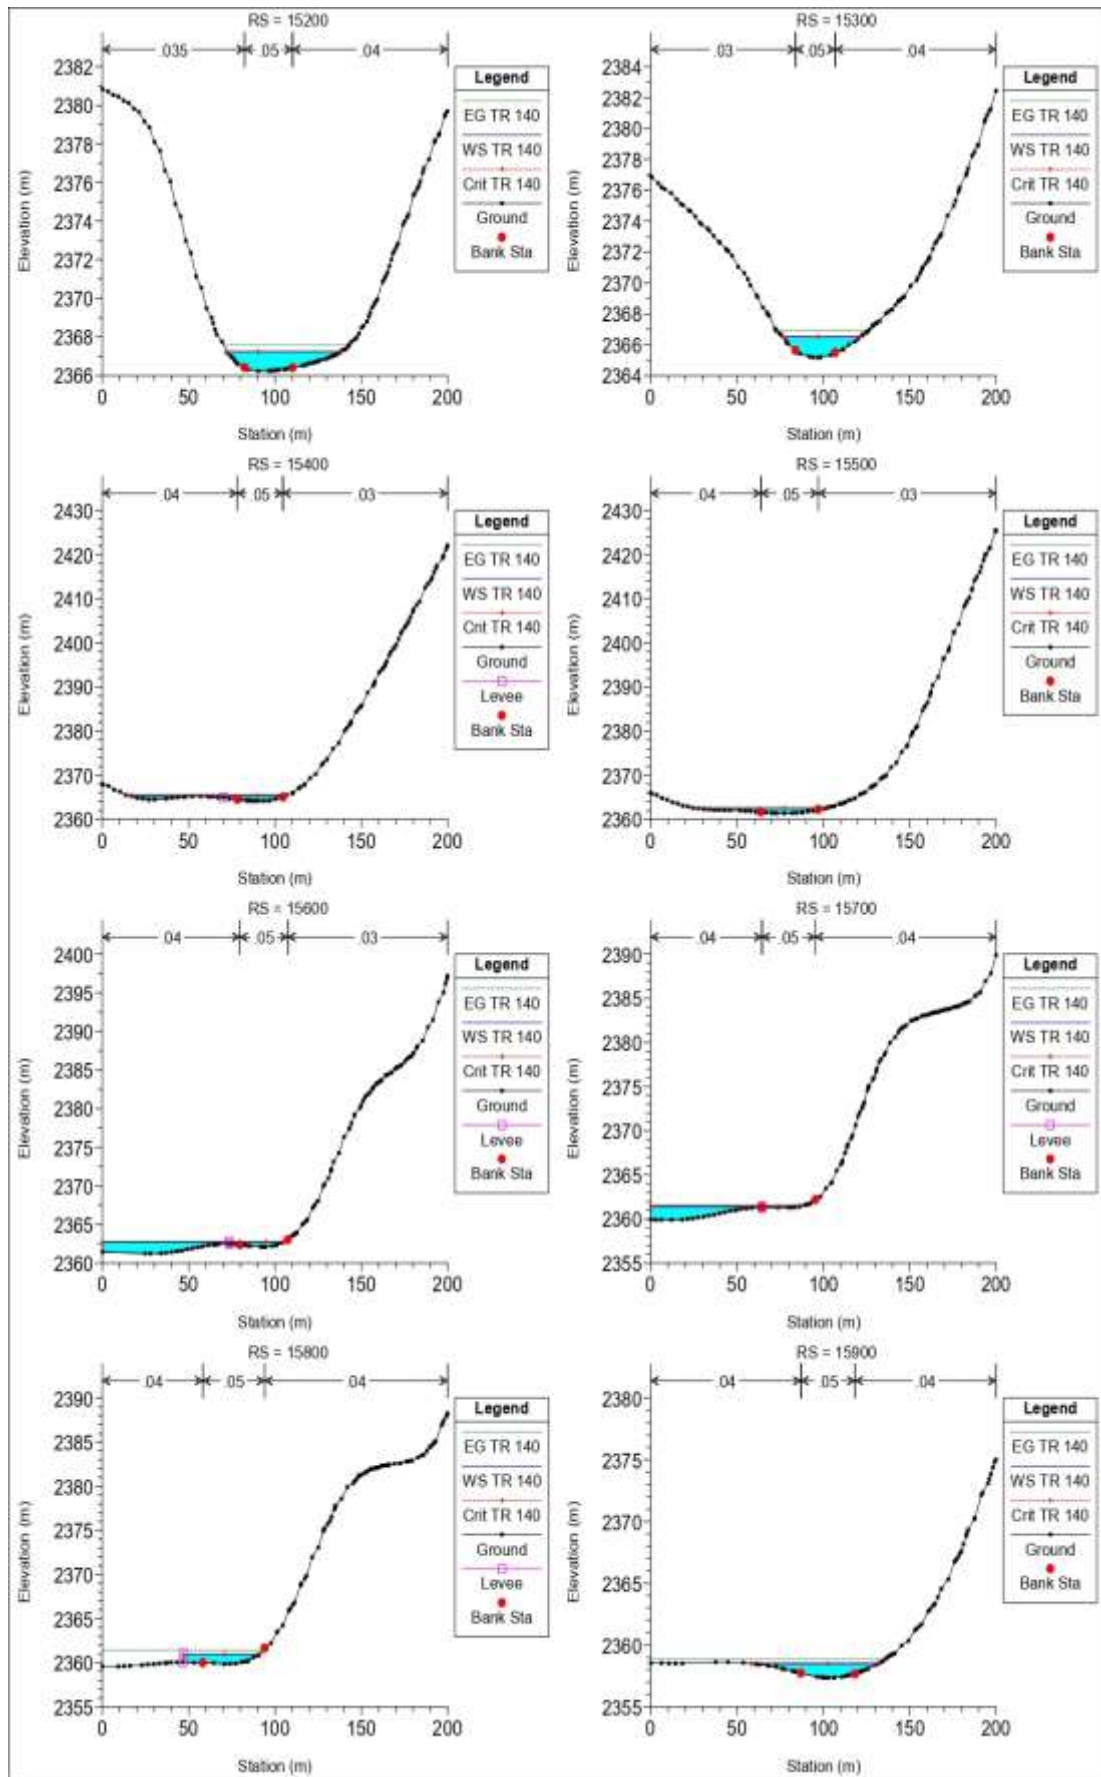 RS = 15200
.035 .05 .04
2382
2380
2378
2376
2374
2372
2370
2368
2366
0 50 100 150 200
Elevation (m)
Station (m)
Legend
EG TR 140
WS TR 140
Crit TR 140
Ground
Bank Sta
RS = 15300
.03 .05 .04
2384
2382
2380
2378
2376
2374
2372
2370
2368
2366
2364
0 50 100 150 200
Elevation (m)
Station (m)
Legend
EG TR 140
WS TR 140
Crit TR 140
Ground
Bank Sta
RS = 15400
.04 .05 .03
2430
2420
2410
2400
2390
2380
2370
2360
0 50 100 150 200
Elevation (m)
Station (m)
Legend
EG TR 140
WS TR 140
Crit TR 140
Ground
Levee
Bank Sta
RS = 15500
.04 .05 .03
2430
2420
2410
2400
2390
2380
2370
2360
0 50 100 150 200
Elevation (m)
Station (m)
Legend
EG TR 140
WS TR 140
Crit TR 140
Ground
Bank Sta
RS = 15600
.04 .05 .03
2400
2395
2390
2385
2380
2375
2370
2365
2360
0 50 100 150 200
Elevation (m)
Station (m)
Legend
EG TR 140
WS TR 140
Crit TR 140
Ground
Levee
Bank Sta
RS = 15700
.04 .05 .04
2390
2385
2380
2375
2370
2365
2360
2355
0 50 100 150 200
Elevation (m)
Station (m)
Legend
EG TR 140
WS TR 140
Crit TR 140
Ground
Levee
Bank Sta
RS = 15800
.04 .05 .04
2390
2385
2380
2375
2370
2365
2360
2355
0 50 100 150 200
Elevation (m)
Station (m)
Legend
EG TR 140
WS TR 140
Crit TR 140
Ground
Levee
Bank Sta
RS = 15900
.04 .05 .04
2380
2375
2370
2365
2360
2355
0 50 100 150 200
Elevation (m)
Station (m)
Legend
EG TR 140
WS TR 140
Crit TR 140
Ground
Bank Sta